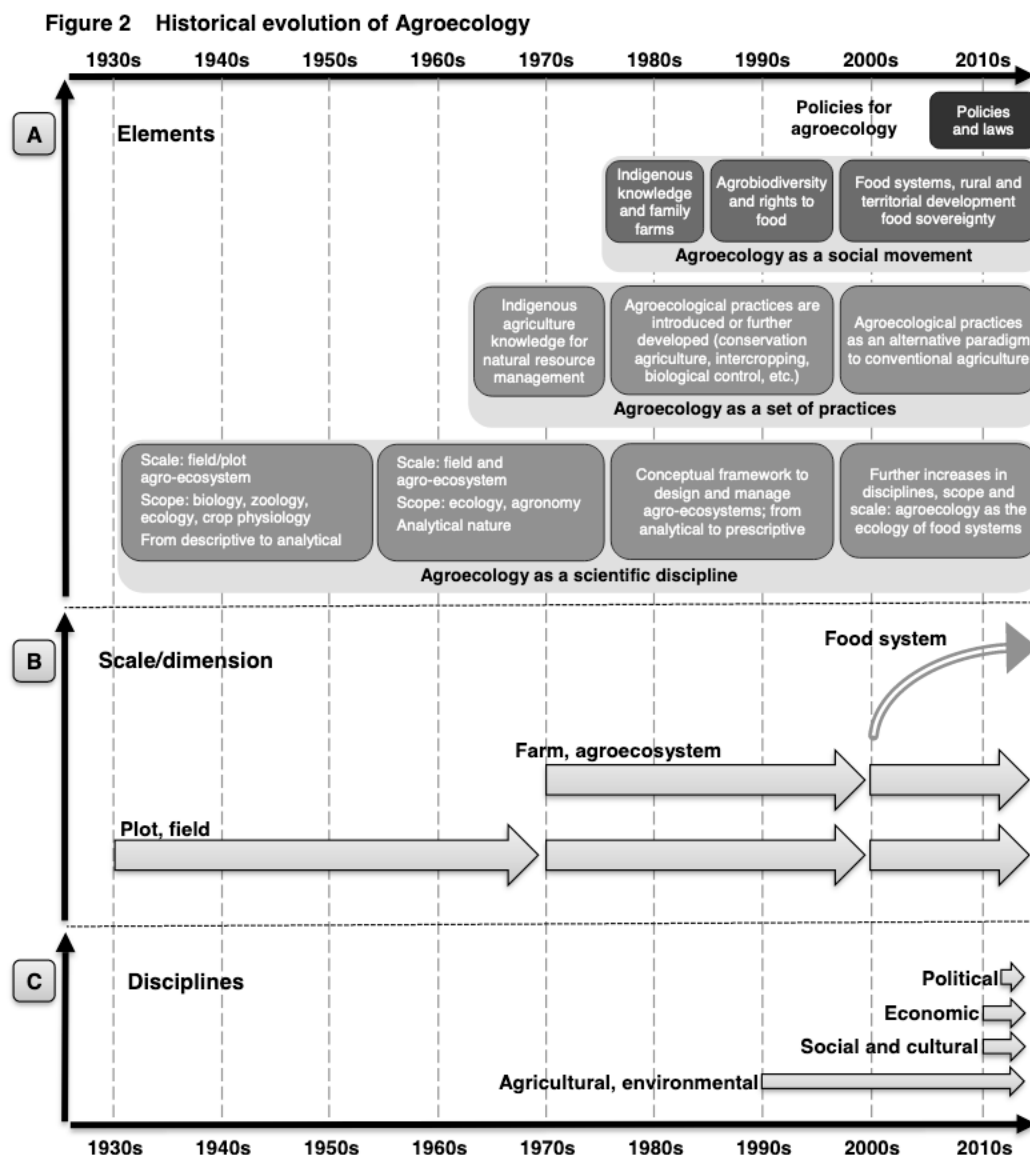 Figure 2 Historical evolution of Agroecology
1930s 1940s 1950s 1960s 1970s 1980s 1990s 2000s 2010s
A
Elements
Policies for
agroecology
Policies
and laws
Indigenous
knowledge
and family
farms
Agrobiodiversity
and rights to
food
Food systems, rural and
territorial development
food sovereignty
Agroecology as a social movement
Indigenous
agriculture
knowledge for
natural resource
management
Agroecological practices are
introduced or further
developed (conservation
agriculture, intercropping,
biological control, etc.)
Agroecological practices
as an alternative paradigm
to conventional agriculture
Agroecology as a set of practices
Scale: field/plot
agro-ecosystem
Scope: biology, zoology,
ecology, crop physiology
From descriptive to analytical
Scale: field and
agro-ecosystem
Scope: ecology, agronomy
Analytical nature
Conceptual framework to
design and manage
agro-ecosystems; from
analytical to prescriptive
Further increases in
disciplines, scope and
scale: agroecology as the
ecology of food systems
Agroecology as a scientific discipline
B
Scale/dimension
Food system
Farm, agroecosystem
Plot, field
C
Disciplines
Political
Economic
Social and cultural
Agricultural, environmental
1930s 1940s 1950s 1960s 1970s 1980s 1990s 2000s 2010s